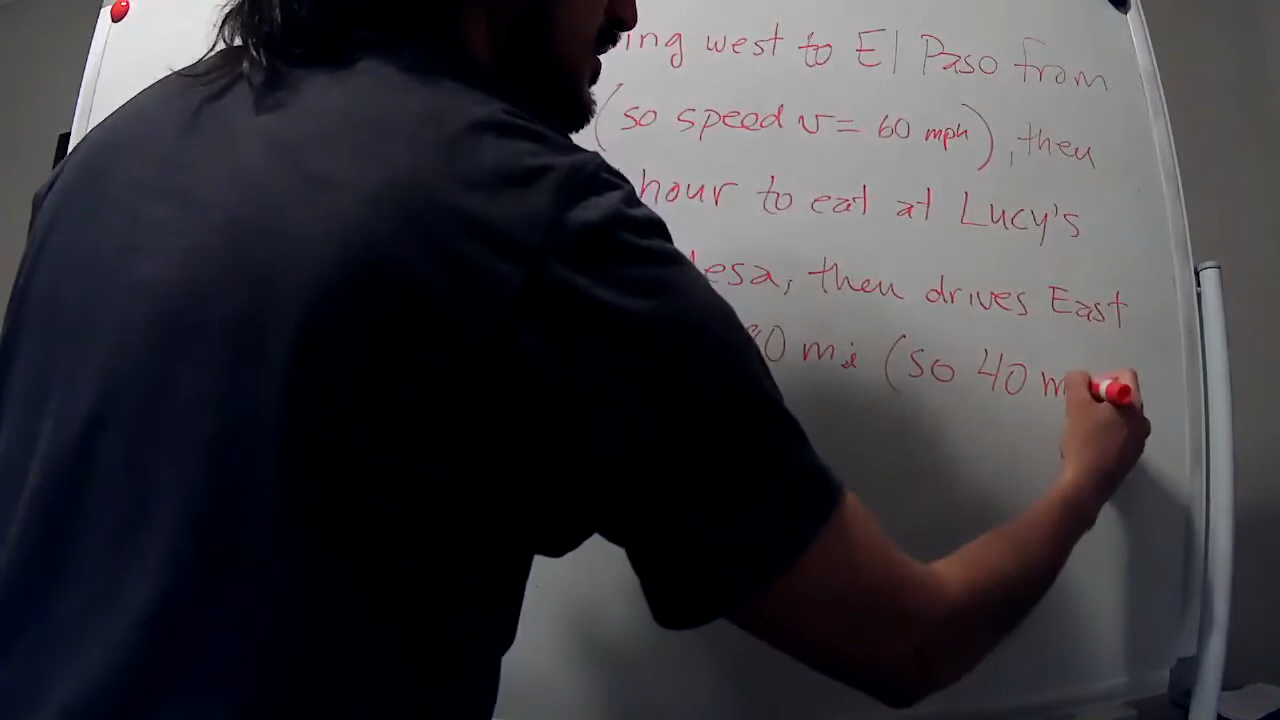 ing west to El Paso from
(so speed v = 60 mph), then
hour to eat at Lucy's
esa, then drives East
80 mi (so 40 m